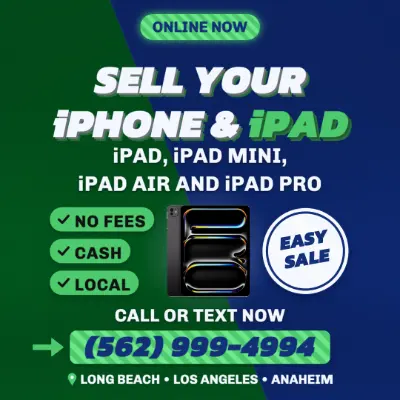 ONLINE NOW
SELL YOUR
iPHONE & iPAD
iPAD, iPAD MINI,
iPAD AIR AND iPAD PRO
NO FEES
CASH
LOCAL
EASY
SALE
CALL OR TEXT NOW
(562) 999-4994
LONG BEACH • LOS ANGELES • ANAHEIM